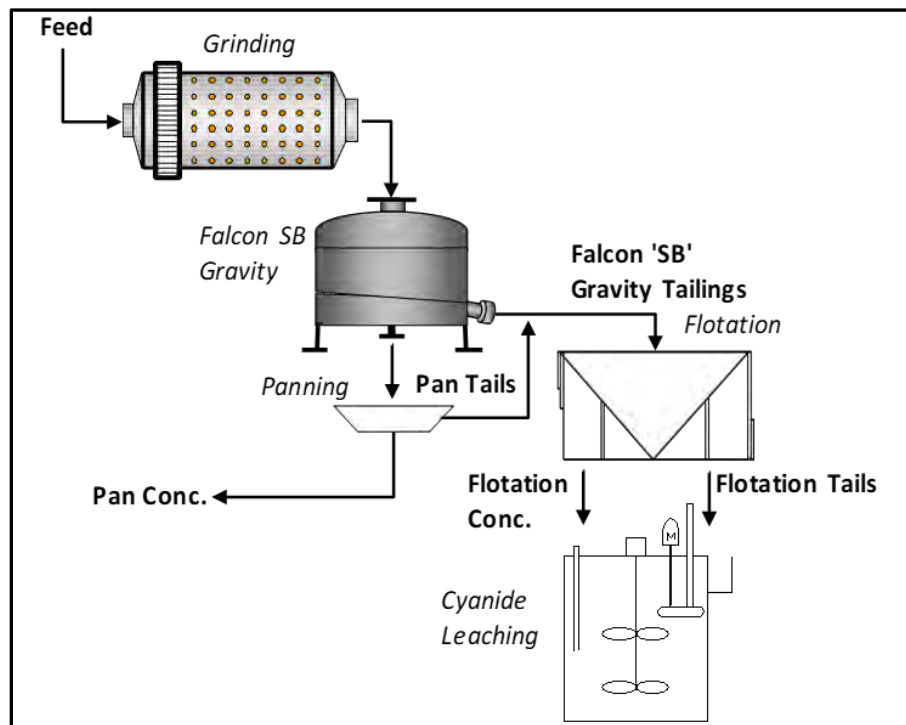 Feed
Grinding
Falcon SB
Gravity
Falcon 'SB'
Gravity Tailings
Flotation
Panning
Pan Tails
Pan Conc.
Flotation
Conc.
Flotation Tails
M
Cyanide
Leaching